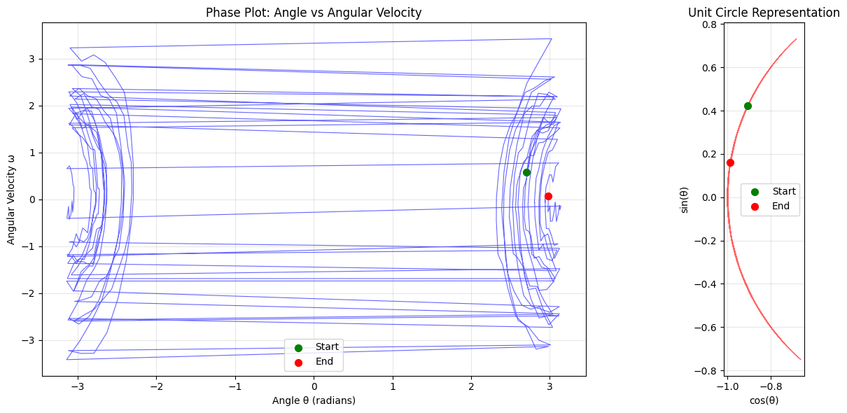 Phase Plot: Angle vs Angular Velocity
Angular Velocity ω
3
2
1
0
−1
−2
−3
Start
End
−3 −2 −1 0 1 2 3
Angle θ (radians)
Unit Circle Representation
sin(θ)
0.8
0.6
0.4
0.2
0.0
−0.2
−0.4
−0.6
−0.8
Start
End
−1.0 −0.8
cos(θ)